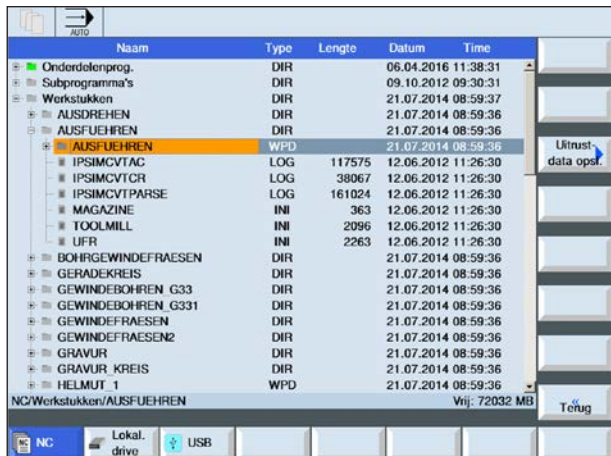 AUTO
Naam Type Lengte Datum Time
Onderdelenprog. DIR 06.04.2016 11:38:31
Subprogramma's DIR 09.10.2012 09:30:31
Werkstukken DIR 21.07.2014 08:59:37
AUSDREHEN DIR 21.07.2014 08:59:36
AUSFUEHREN DIR 21.07.2014 08:59:36
AUSFUEHREN WPD 21.07.2014 08:59:36
IPSIMCVTAC LOG 117575 12.06.2012 11:26:30
IPSIMCVTCR LOG 38067 12.06.2012 11:26:30
IPSIMCVTPARSE LOG 161024 12.06.2012 11:26:30
MAGAZINE INI 363 12.06.2012 11:26:30
TOOLMILL INI 2096 12.06.2012 11:26:30
UFR INI 2263 12.06.2012 11:26:30
BOHRGEWINDEFRAESEN DIR 21.07.2014 08:59:36
GERADEKREIS DIR 21.07.2014 08:59:36
GEWINDEBOHREN_G33 DIR 21.07.2014 08:59:36
GEWINDEBOHREN_G331 DIR 21.07.2014 08:59:36
GEWINDEFRAESEN DIR 21.07.2014 08:59:36
GEWINDEFRAESEN2 DIR 21.07.2014 08:59:36
GRAVUR DIR 21.07.2014 08:59:36
GRAVUR_KREIS DIR 21.07.2014 08:59:36
HELMUT_1 WPD 21.07.2014 08:59:36
NC/Werkstukken/AUSFUEHREN Vrij: 72032 MB
Uitrust-
data opsl.
Terug
NC
Lokal.
drive
USB